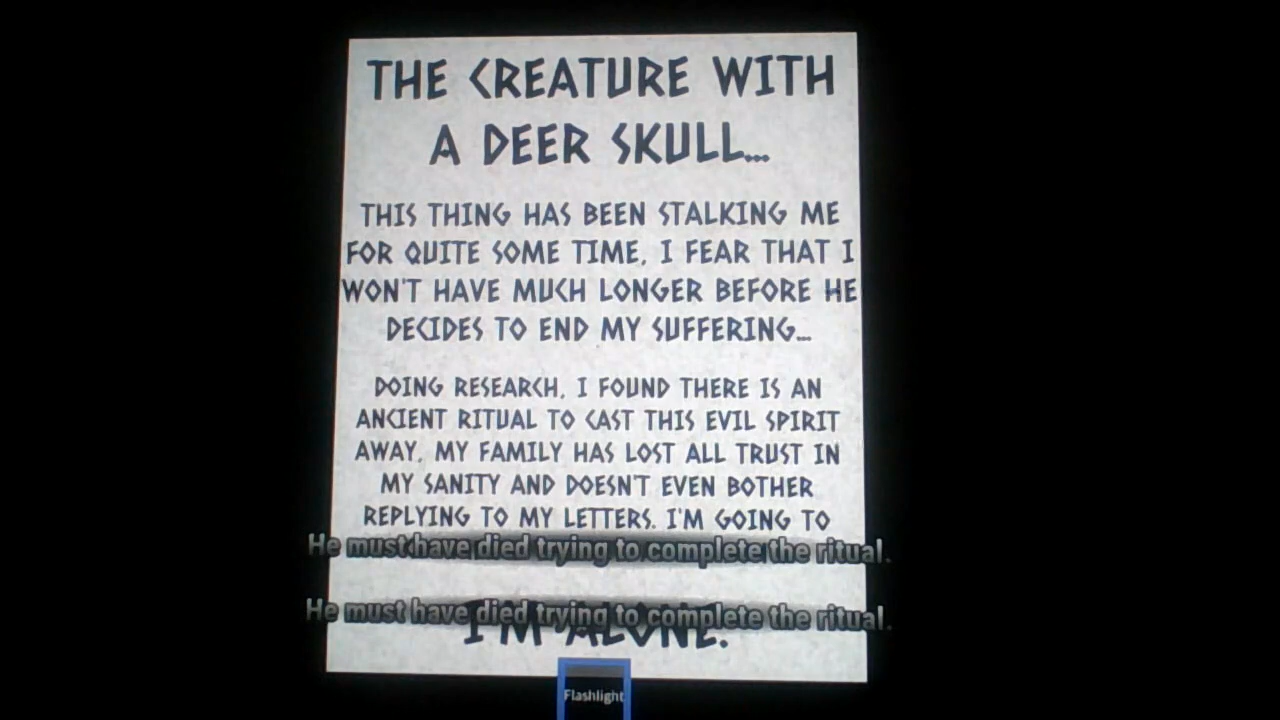 THE CREATURE WITH
A DEER SKULL...
THIS THING HAS BEEN STALKING ME
FOR QUITE SOME TIME, I FEAR THAT I
WON'T HAVE MUCH LONGER BEFORE HE
DECIDES TO END MY SUFFERING...
DOING RESEARCH, I FOUND THERE IS AN
ANCIENT RITUAL TO CAST THIS EVIL SPIRIT
AWAY. MY FAMILY HAS LOST ALL TRUST IN
MY SANITY AND DOESN'T EVEN BOTHER
REPLYING TO MY LETTERS. I'M GOING TO
He must have died trying to complete the ritual.
He must have died trying to complete the ritual.
I'M ALONE.
Flashlight